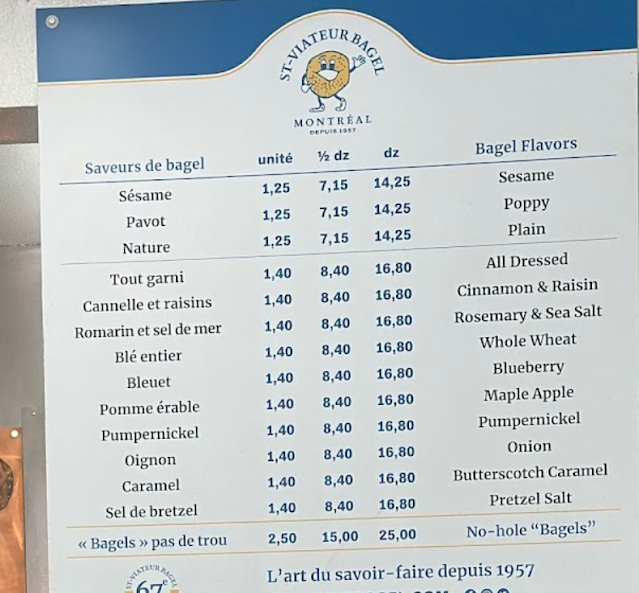 ST-VIATEUR BAGEL
MONTRÉAL
DEPUIS 1957
Saveurs de bagel unité ½ dz dz Bagel Flavors
Sésame 1,25 7,15 14,25 Sesame
Pavot 1,25 7,15 14,25 Poppy
Nature 1,25 7,15 14,25 Plain
Tout garni 1,40 8,40 16,80 All Dressed
Cannelle et raisins 1,40 8,40 16,80 Cinnamon & Raisin
Romarin et sel de mer 1,40 8,40 16,80 Rosemary & Sea Salt
Blé entier 1,40 8,40 16,80 Whole Wheat
Bleuet 1,40 8,40 16,80 Blueberry
Pomme érable 1,40 8,40 16,80 Maple Apple
Pumpernickel 1,40 8,40 16,80 Pumpernickel
Oignon 1,40 8,40 16,80 Onion
Caramel 1,40 8,40 16,80 Butterscotch Caramel
Sel de bretzel 1,40 8,40 16,80 Pretzel Salt
« Bagels » pas de trou 2,50 15,00 25,00 No-hole “Bagels”
ST-VIATEUR BAGEL
67e
L'art du savoir-faire depuis 1957